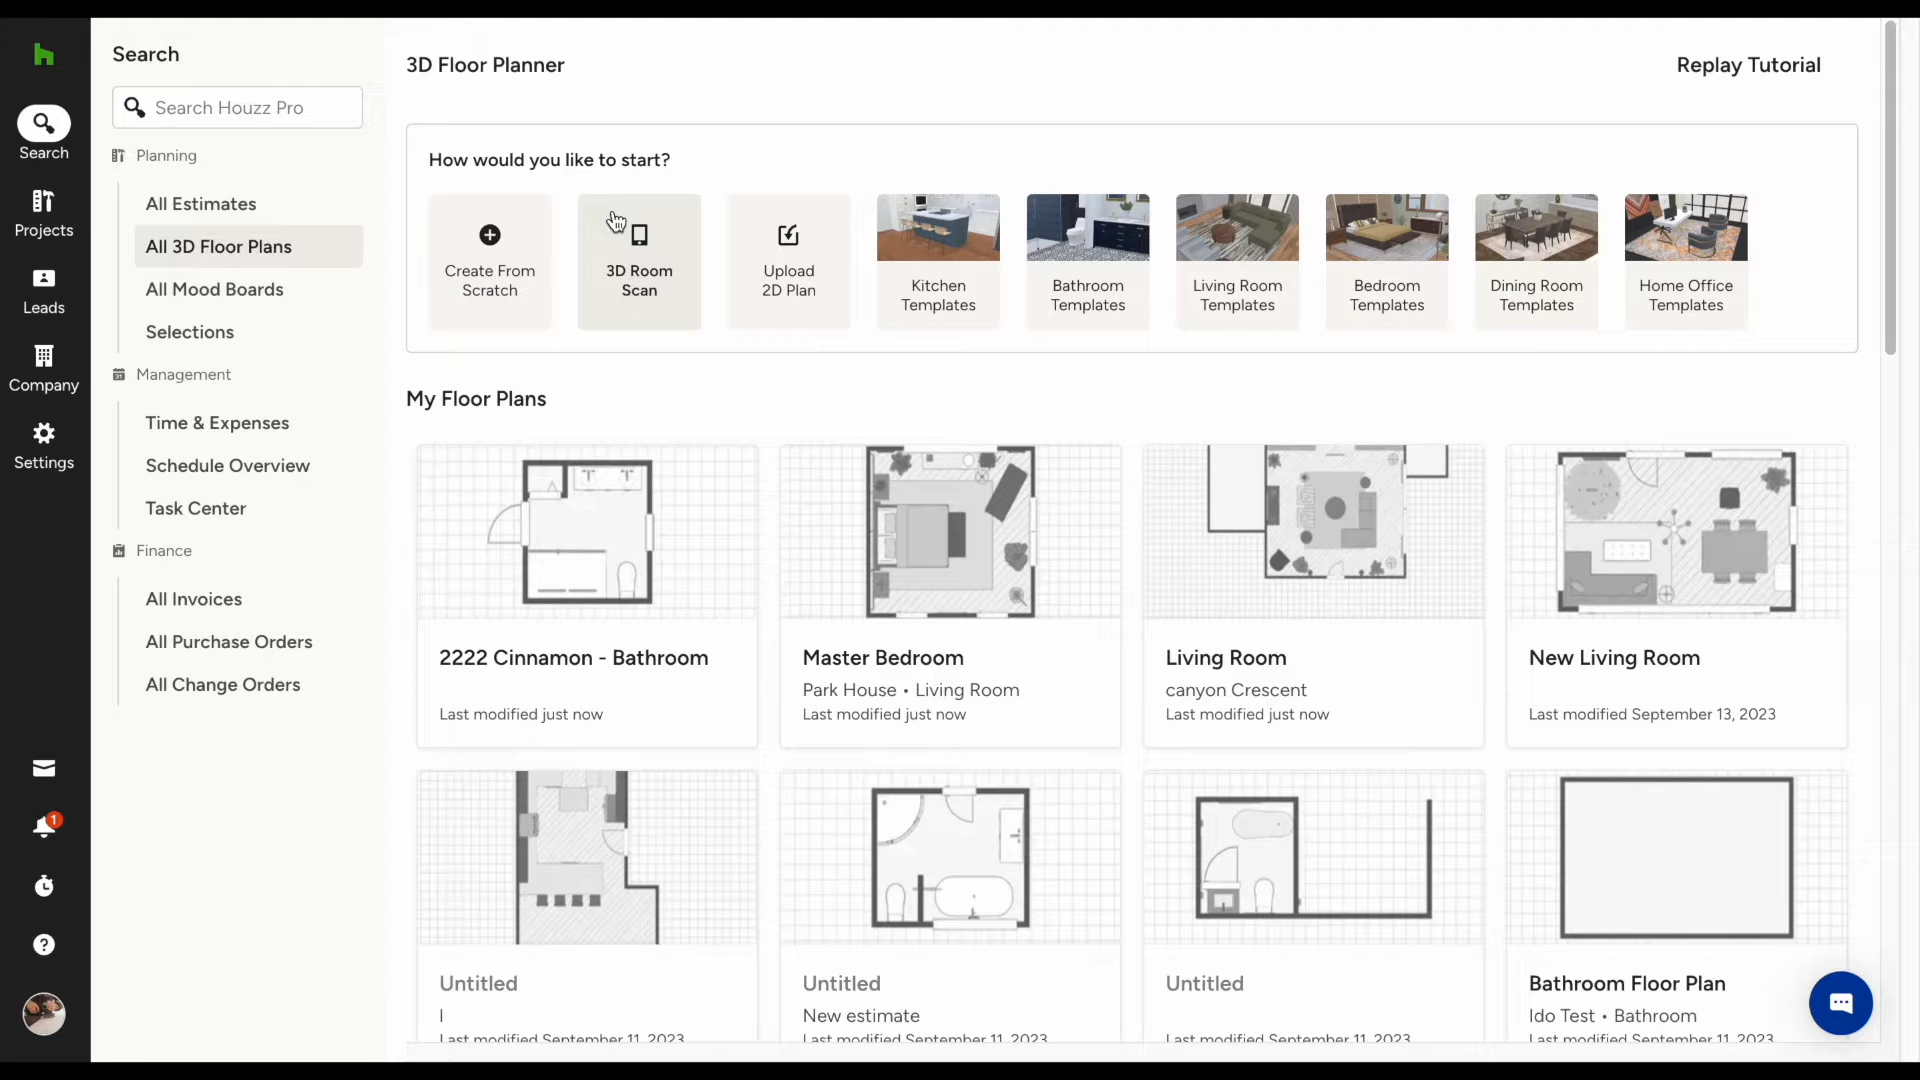 Search
3D Floor Planner
Replay Tutorial
Search Houzz Pro
Search
Projects
Leads
Company
Settings
1
Planning
All Estimates
All 3D Floor Plans
All Mood Boards
Selections
Management
Time & Expenses
Schedule Overview
Task Center
Finance
All Invoices
All Purchase Orders
All Change Orders
How would you like to start?
Create From
Scratch
3D Room
Scan
Upload
2D Plan
Kitchen
Templates
Bathroom
Templates
Living Room
Templates
Bedroom
Templates
Dining Room
Templates
Home Office
Templates
My Floor Plans
2222 Cinnamon - Bathroom
Last modified just now
Master Bedroom
Park House • Living Room
Last modified just now
Living Room
canyon Crescent
Last modified just now
New Living Room
Last modified September 13, 2023
Untitled
I
Last modified September 11, 2023
Untitled
New estimate
Last modified September 11, 2023
Untitled
Last modified September 11, 2023
Bathroom Floor Plan
Ido Test • Bathroom
Last modified September 11, 2023